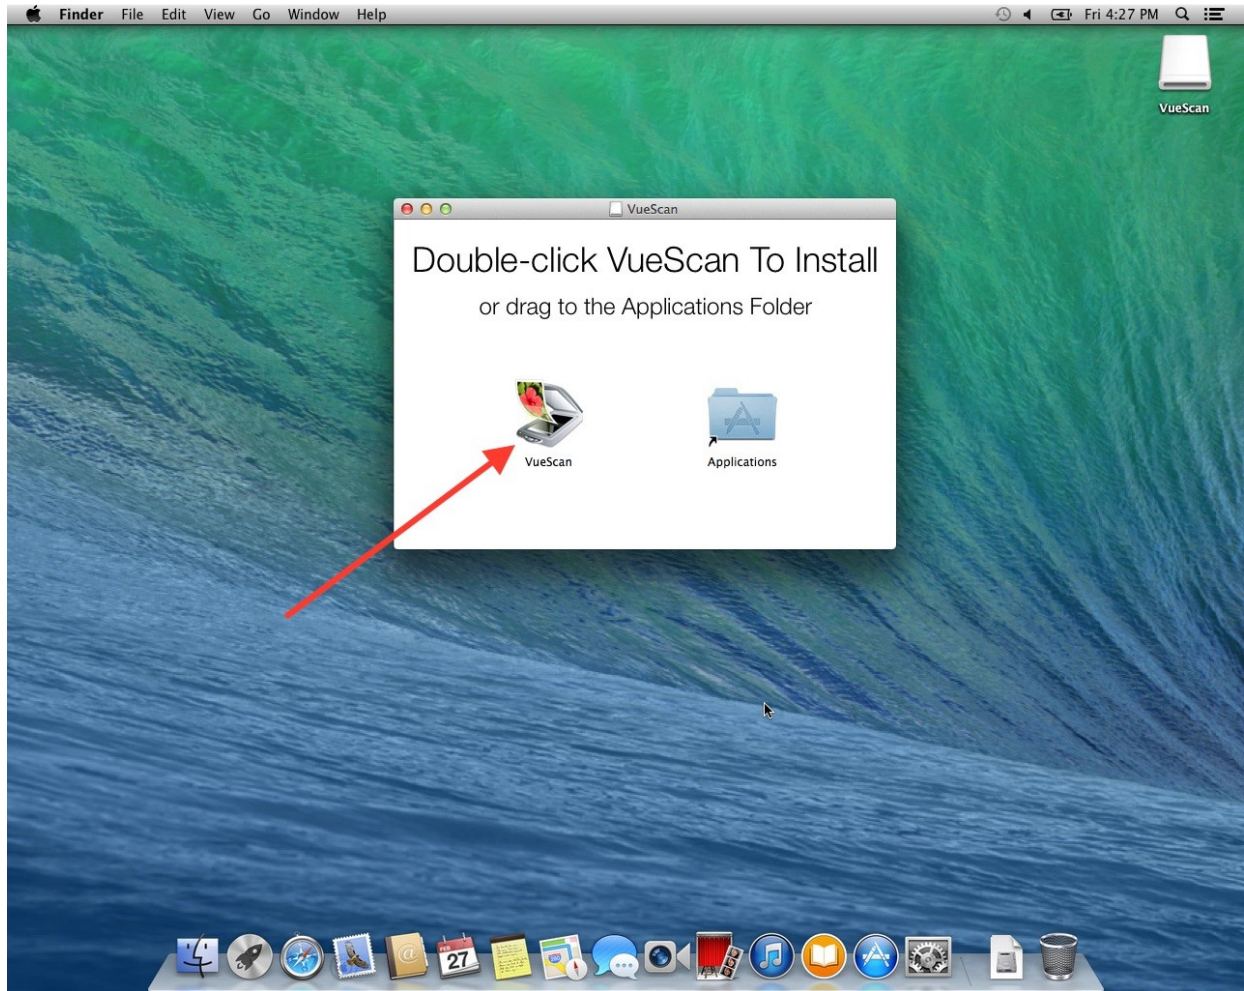 Finder File Edit View Go Window Help Fri 4:27 PM
VueScan
VueScan
Double-click VueScan To Install
or drag to the Applications Folder
VueScan Applications
FEB
27